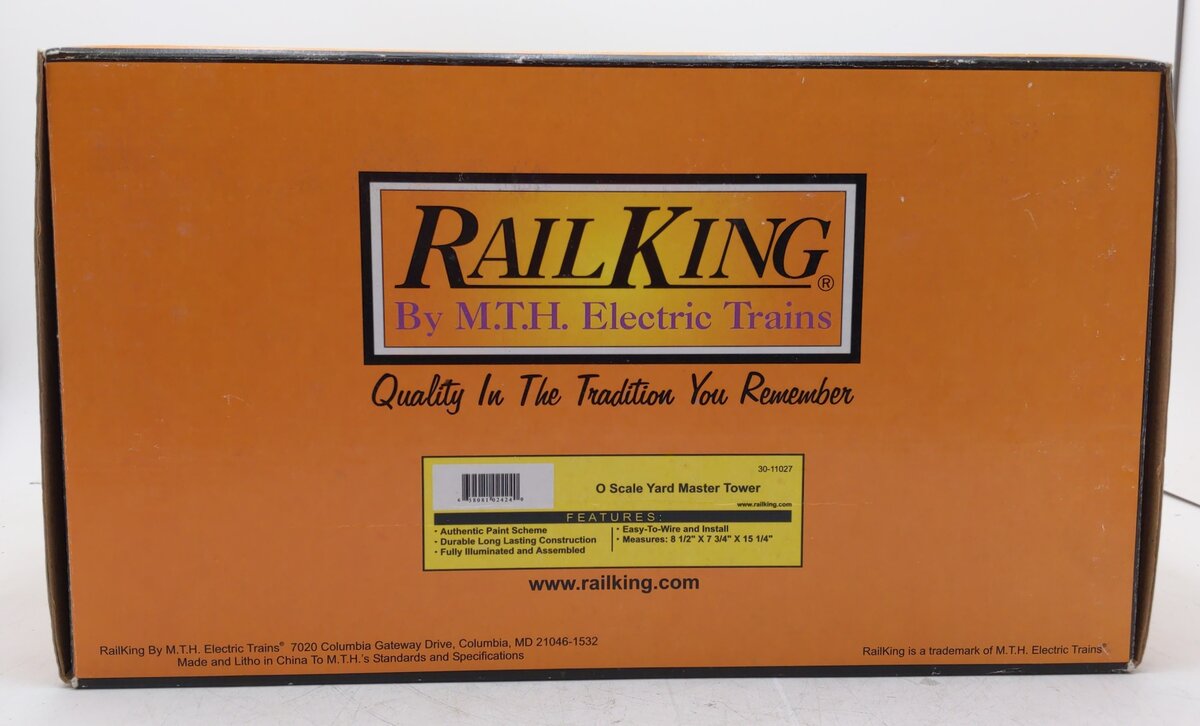 RAILKING®
By M.T.H. Electric Trains
Quality In The Tradition You Remember
30-11027
6 58081 02424 0
O Scale Yard Master Tower
www.railking.com
FEATURES:
· Authentic Paint Scheme
· Durable Long Lasting Construction
· Fully Illuminated and Assembled
· Easy-To-Wire and Install
· Measures: 8 1/2" X 7 3/4" X 15 1/4"
www.railking.com
RailKing By M.T.H. Electric Trains® 7020 Columbia Gateway Drive, Columbia, MD 21046-1532
Made and Litho in China To M.T.H.'s Standards and Specifications
RailKing is a trademark of M.T.H. Electric Trains®